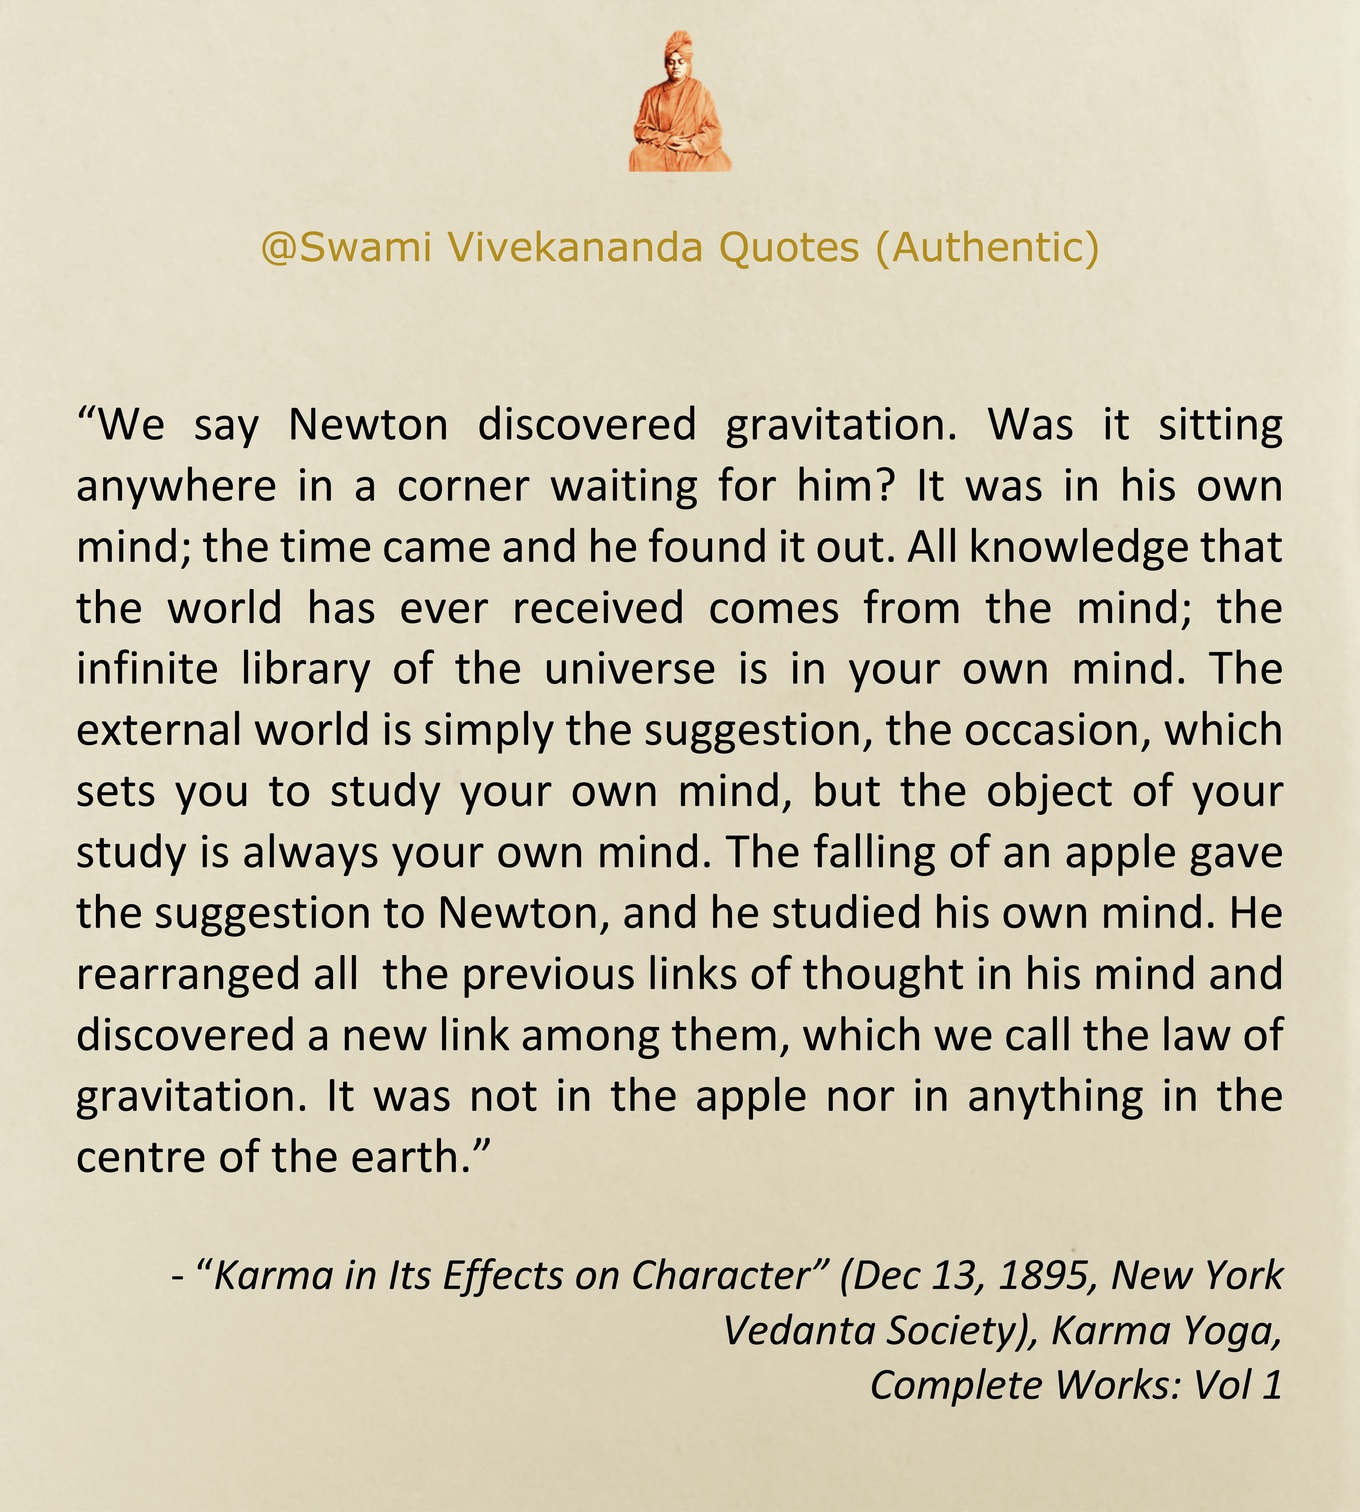 @Swami Vivekananda Quotes (Authentic)
“We say Newton discovered gravitation. Was it sitting
anywhere in a corner waiting for him? It was in his own
mind; the time came and he found it out. All knowledge that
the world has ever received comes from the mind; the
infinite library of the universe is in your own mind. The
external world is simply the suggestion, the occasion, which
sets you to study your own mind, but the object of your
study is always your own mind. The falling of an apple gave
the suggestion to Newton, and he studied his own mind. He
rearranged all  the previous links of thought in his mind and
discovered a new link among them, which we call the law of
gravitation. It was not in the apple nor in anything in the
centre of the earth.”
- “Karma in Its Effects on Character” (Dec 13, 1895, New York
Vedanta Society), Karma Yoga,
Complete Works: Vol 1